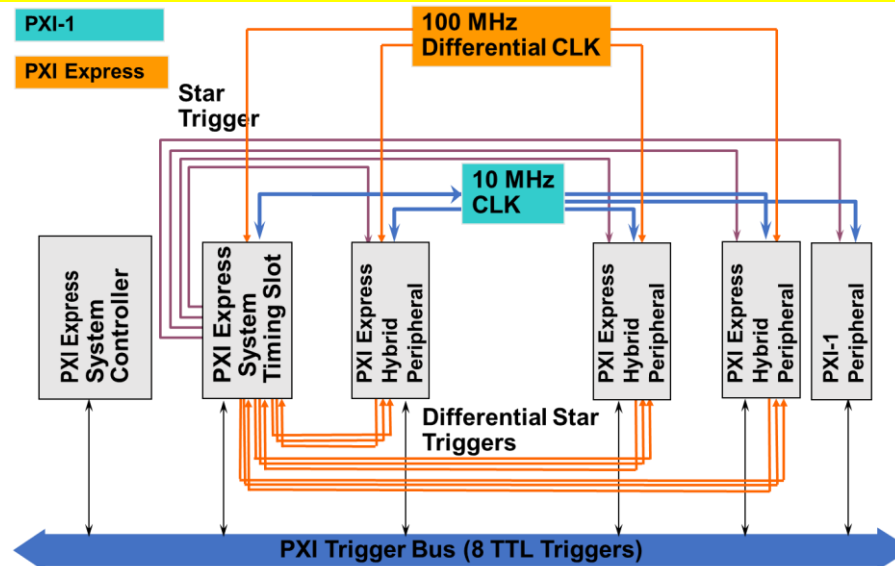 PXI-1
PXI Express
100 MHz
Differential CLK
Star
Trigger
10 MHz
CLK
PXI Express
System
Controller
PXI Express
System
Timing Slot
PXI Express
Hybrid
Peripheral
PXI Express
Hybrid
Peripheral
PXI Express
Hybrid
Peripheral
PXI-1
Peripheral
Differential Star
Triggers
PXI Trigger Bus (8 TTL Triggers)